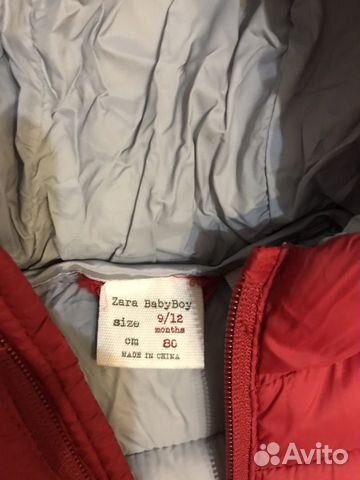 Zara BabyBoy
size 9/12
months
cm 80
MADE IN CHINA
Avito